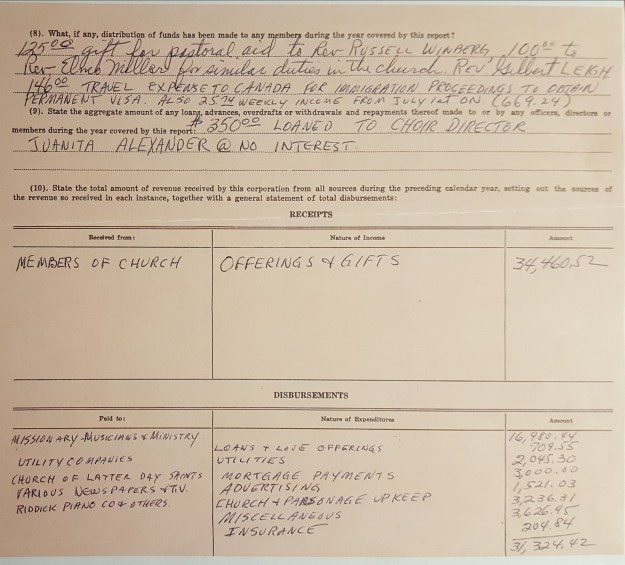 (8). What, if any, distribution of funds has been made to any members during the year covered by this report?
125.00 gift for pastoral aid to Rev RUSSELL WINBERG, 100.00 to
Rev Elmer Miller for similar duties in the church. REV Gilbert LEIGH
146.00 TRAVEL EXPENSE TO CANADA FOR IMMIGRATION PROCEEDINGS TO OBTAIN
PERMANENT VISA. ALSO 25.74 WEEKLY INCOME FROM JULY 1st ON (669.24)
(9). State the aggregate amount of any loans, advances, overdrafts or withdrawals and repayments thereof made to or by any officers, directors or
members during the year covered by this report: $350.00 LOANED TO CHOIR DIRECTOR
JUANITA ALEXANDER @ NO INTEREST.
(10). State the total amount of revenue received by this corporation from all sources during the preceding calendar year, setting out the sources of
the revenue so received in each instance, together with a general statement of total disbursements:
RECEIPTS
Received from: Nature of Income Amount
MEMBERS OF CHURCH OFFERINGS & GIFTS 34,460.52
DISBURSEMENTS
Paid to: Nature of Expenditures Amount
MISSIONARY-MUSICIANS & MINISTRY 16,980.44
LOANS & LOVE OFFERINGS 709.55
UTILITY COMPANIES UTILITIES 2,045.30
CHURCH OF LATTER DAY SAINTS MORTGAGE PAYMENTS 3,000.00
VARIOUS NEWSPAPERS & T.V. ADVERTISING 1,521.03
RIDDICK PIANO CO & OTHERS. CHURCH & PARSONAGE UPKEEP 3,236.31
MISCELLANEOUS 3,626.95
INSURANCE 204.84
31,324.42